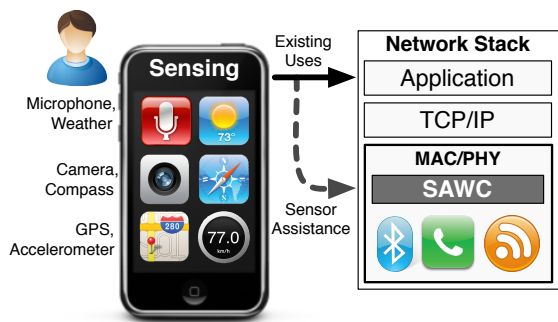 Sensing
Microphone,
Weather
73°
Camera,
Compass
GPS,
Accelerometer
280
77.0
km/h
Existing
Uses
Sensor
Assistance
Network Stack
Application
TCP/IP
MAC/PHY
SAWC